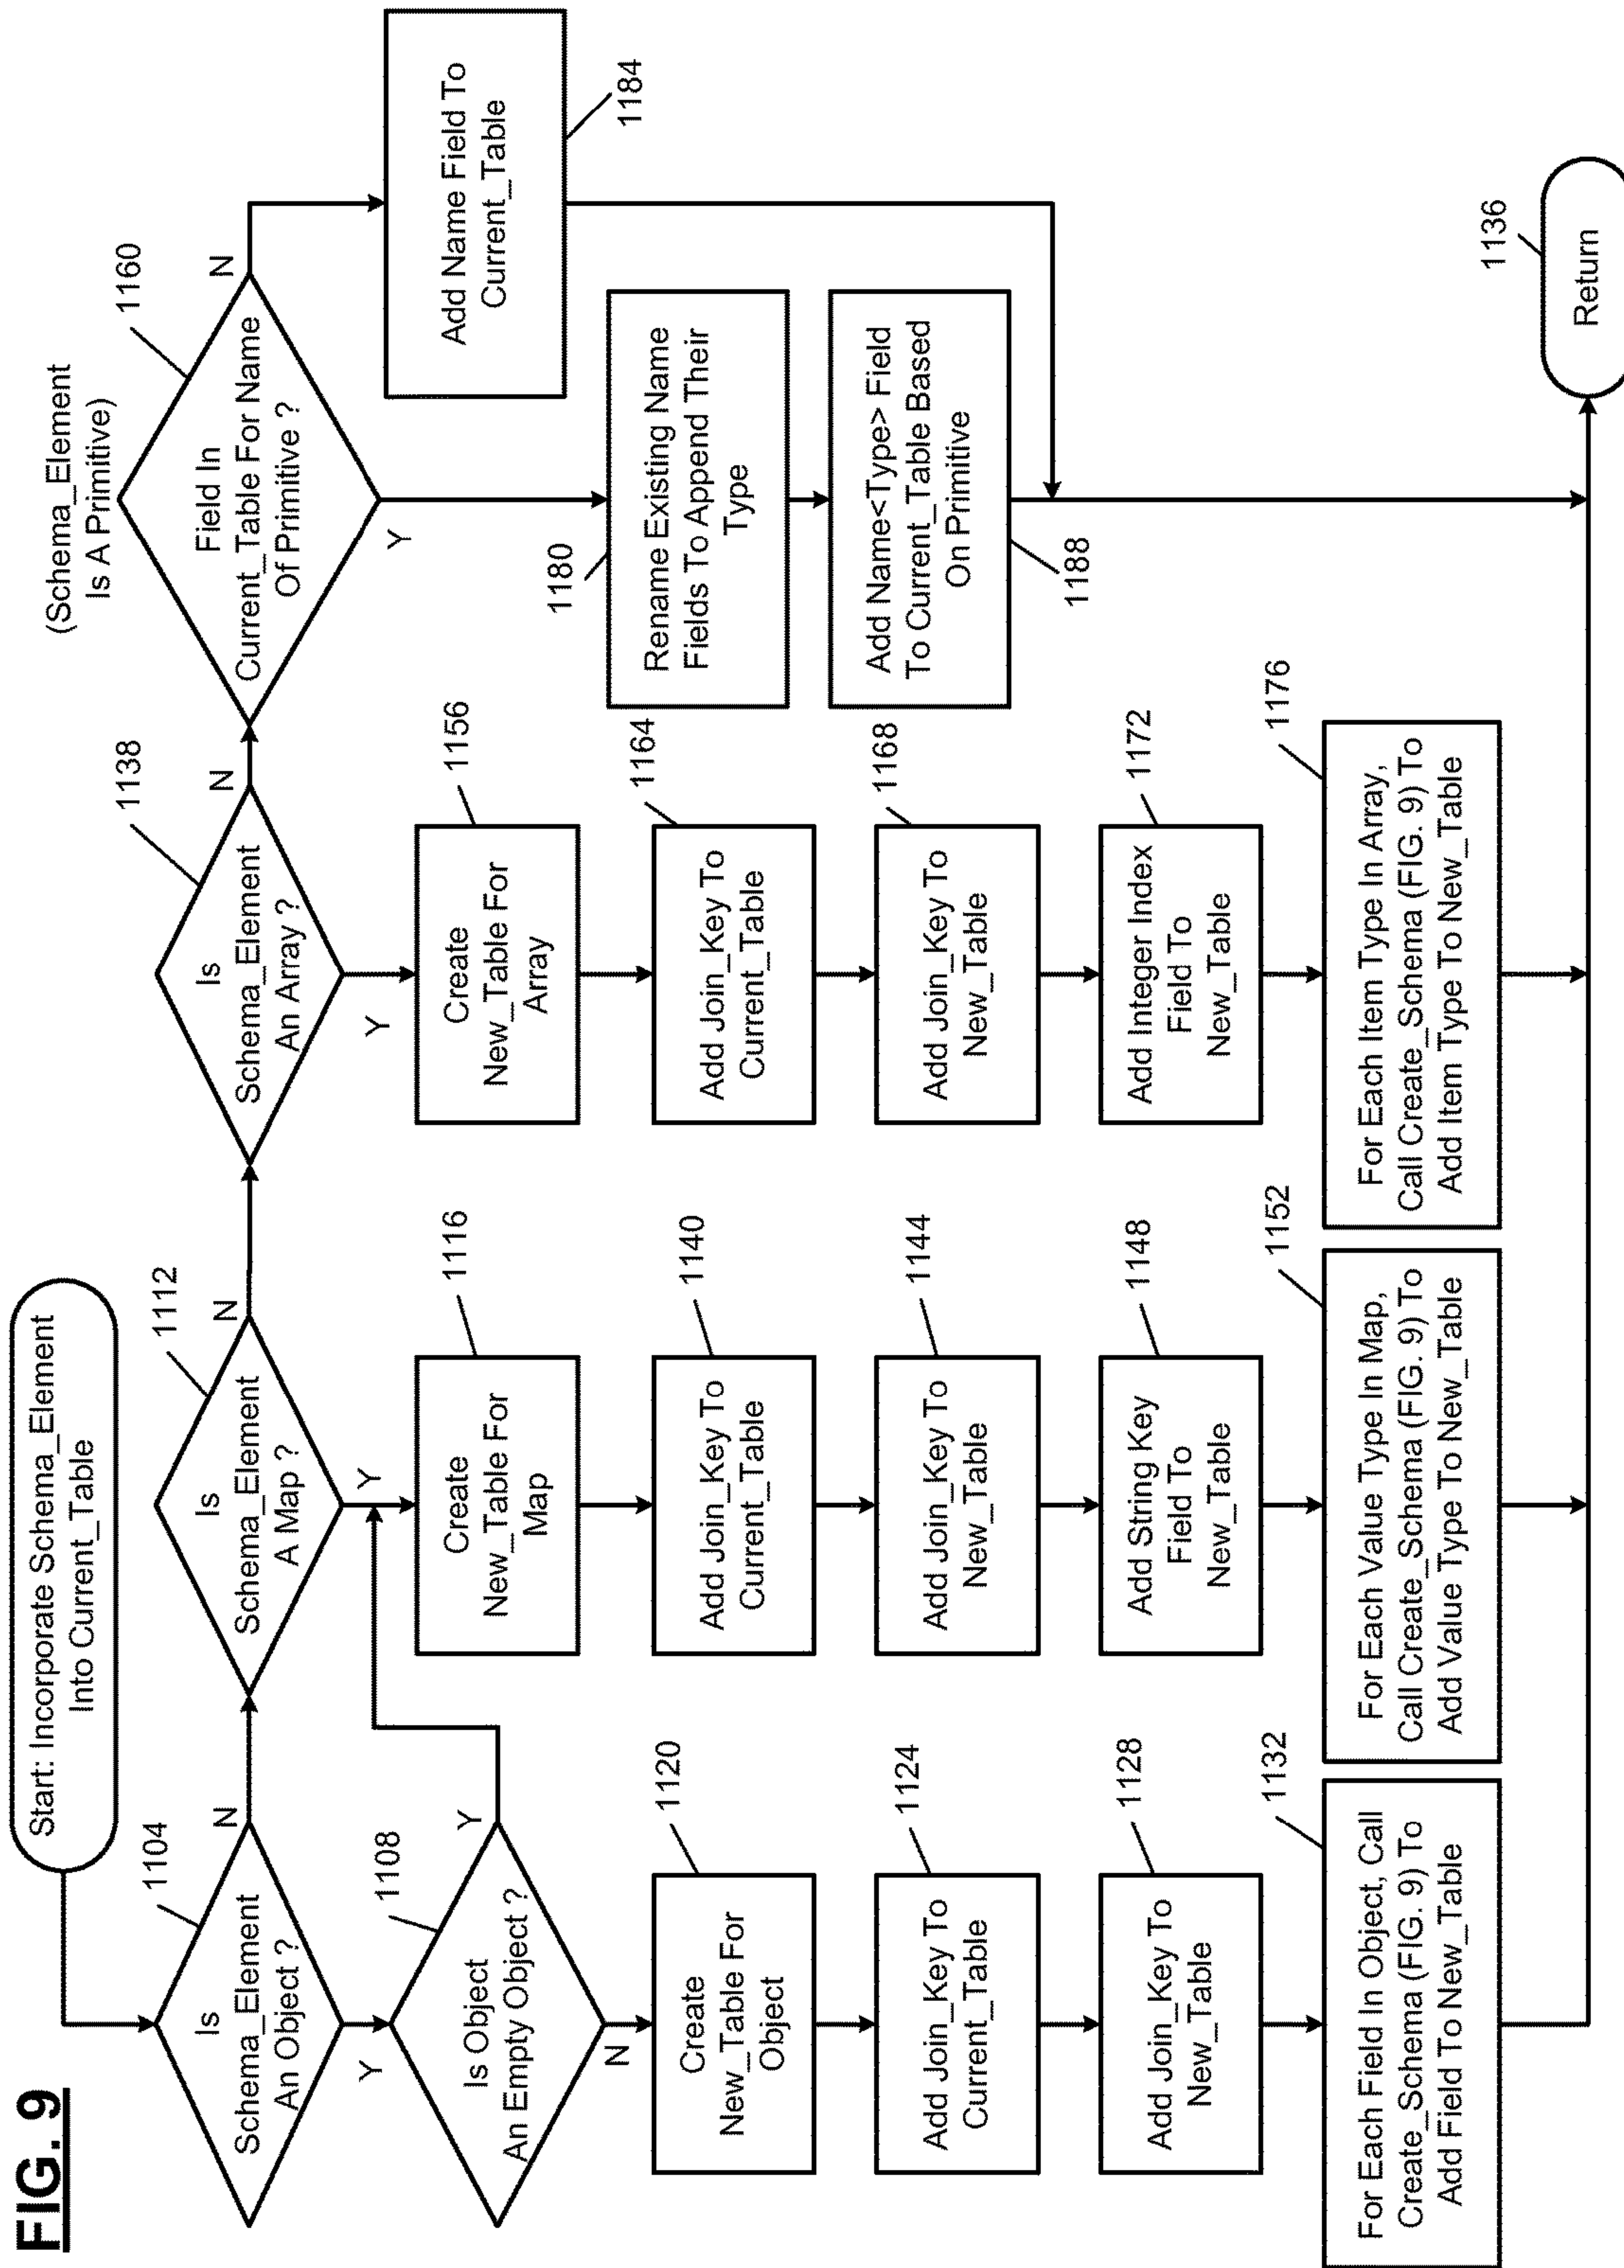 FIG. 9
Start: Incorporate Schema_Element
Into Current_Table
1104
Is
Schema_Element
An Object ?
N
Y
1108
Is Object
An Empty Object ?
Y
N
1120
Create
New_Table For
Object
1124
Add Join_Key To
Current_Table
1128
Add Join_Key To
New_Table
1132
For Each Field In Object, Call
Create_Schema (FIG. 9) To
Add Field To New_Table
1112
Is
Schema_Element
A Map ?
N
Y
1116
Create
New_Table For
Map
1140
Add Join_Key To
Current_Table
1144
Add Join_Key To
New_Table
1148
Add String Key
Field To
New_Table
1152
For Each Value Type In Map,
Call Create_Schema (FIG. 9) To
Add Value Type To New_Table
1138
Is
Schema_Element
An Array ?
N
Y
1156
Create
New_Table For
Array
1164
Add Join_Key To
Current_Table
1168
Add Join_Key To
New_Table
1172
Add Integer Index
Field To
New_Table
1176
For Each Item Type In Array,
Call Create_Schema (FIG. 9) To
Add Item Type To New_Table
(Schema_Element
Is A Primitive)
1160
Field In
Current_Table For Name
Of Primitive ?
N
Y
1180
Rename Existing Name
Fields To Append Their
Type
Add Name<Type> Field
To Current_Table Based
On Primitive
1188
Add Name Field To
Current_Table
1184
1136
Return